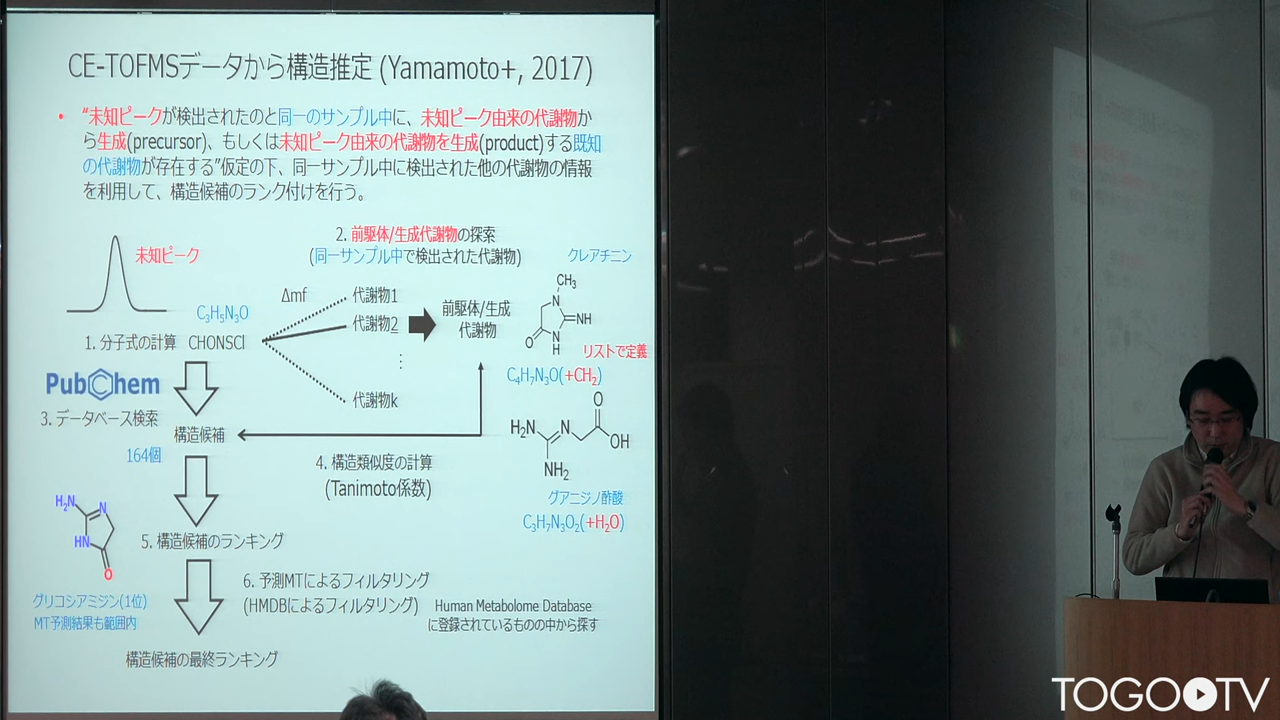 CE-TOFMSデータから構造推定 (Yamamoto+, 2017)
• “未知ピークが検出されたのと同一のサンプル中に、未知ピーク由来の代謝物か
ら生成(precursor)、もしくは未知ピーク由来の代謝物を生成(product)する既知
の代謝物が存在する”仮定の下、同一サンプル中に検出された他の代謝物の情報
を利用して、構造候補のランク付けを行う。
未知ピーク
2. 前駆体/生成代謝物の探索
(同一サンプル中で検出された代謝物)
クレアチニン
C3H5N3O
1. 分子式の計算 CHONSCl
Δmf
代謝物1
代謝物2
⋮
代謝物k
前駆体/生成
代謝物
CH3
N
NH
O
N
H
リストで定義
C4H7N3O(+CH2)
PubChem
3. データベース検索
構造候補
164個
4. 構造類似度の計算
(Tanimoto係数)
O
H2N
N
OH
NH2
グアニジノ酢酸
C3H7N3O2(+H2O)
H2N
N
HN
O
5. 構造候補のランキング
グリコシアミジン(1位)
MT予測結果も範囲内
6. 予測MTによるフィルタリング
(HMDBによるフィルタリング)
Human Metabolome Database
に登録されているものの中から探す
構造候補の最終ランキング
TOGOTV